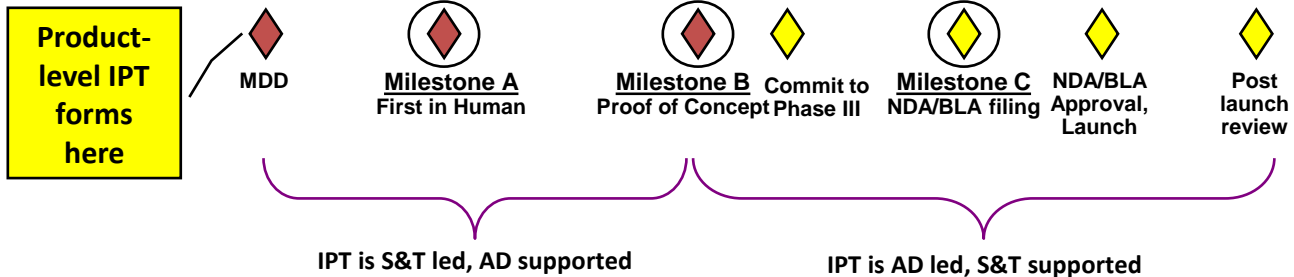 Product-
level IPT
forms
here
MDD
Milestone A
First in Human
Milestone B
Proof of Concept
Commit to
Phase III
Milestone C
NDA/BLA filing
NDA/BLA
Approval,
Launch
Post
launch
review
IPT is S&T led, AD supported
IPT is AD led, S&T supported